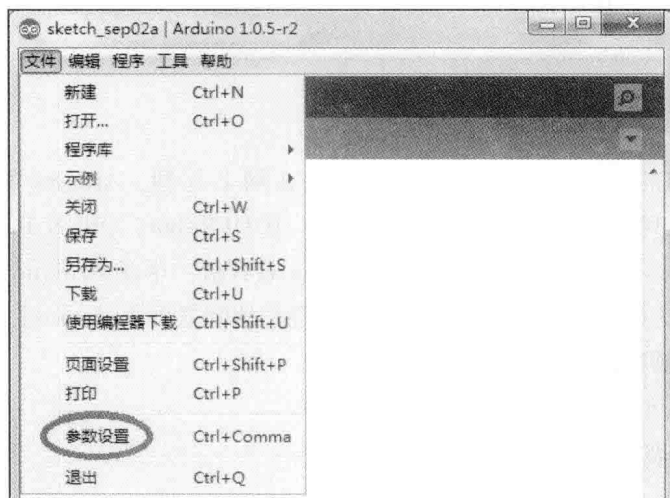 sketch_sep02a | Arduino 1.0.5-r2
文件 编辑 程序 工具 帮助
新建 Ctrl+N
打开... Ctrl+O
程序库
示例
关闭 Ctrl+W
保存 Ctrl+S
另存为... Ctrl+Shift+S
下载 Ctrl+U
使用编程器下载 Ctrl+Shift+U
页面设置 Ctrl+Shift+P
打印 Ctrl+P
参数设置 Ctrl+Comma
退出 Ctrl+Q